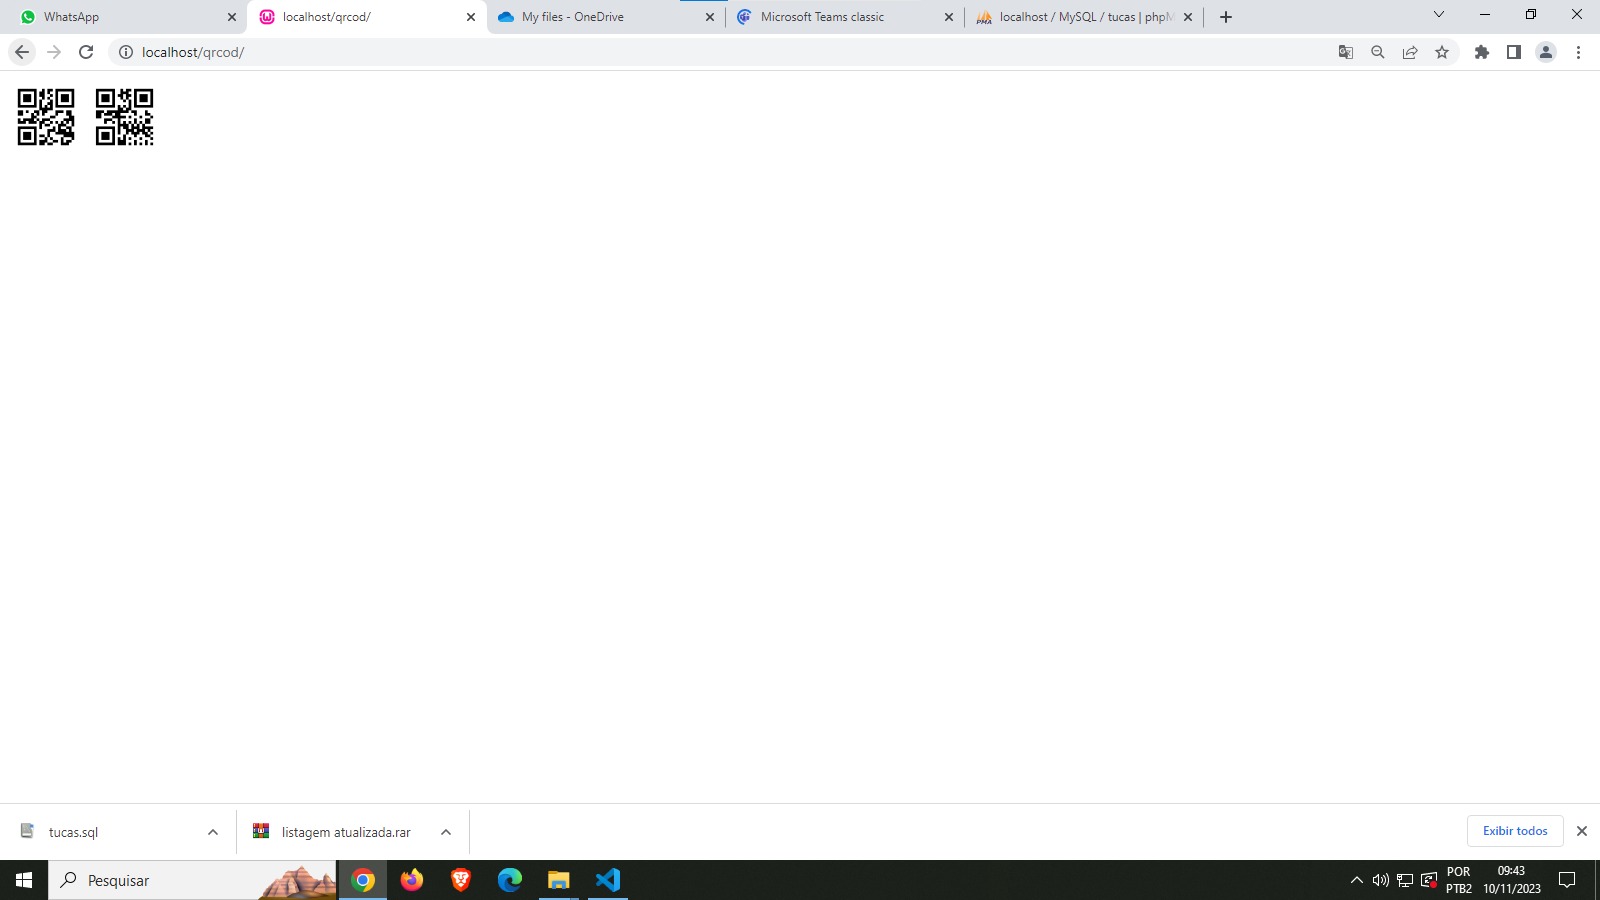 WhatsApp
localhost/qrcod/
My files - OneDrive
Microsoft Teams classic
localhost / MySQL / tucas | phpM
localhost/qrcod/
tucas.sql
listagem atualizada.rar
Exibir todos
Pesquisar
POR
PTB2
09:43
10/11/2023